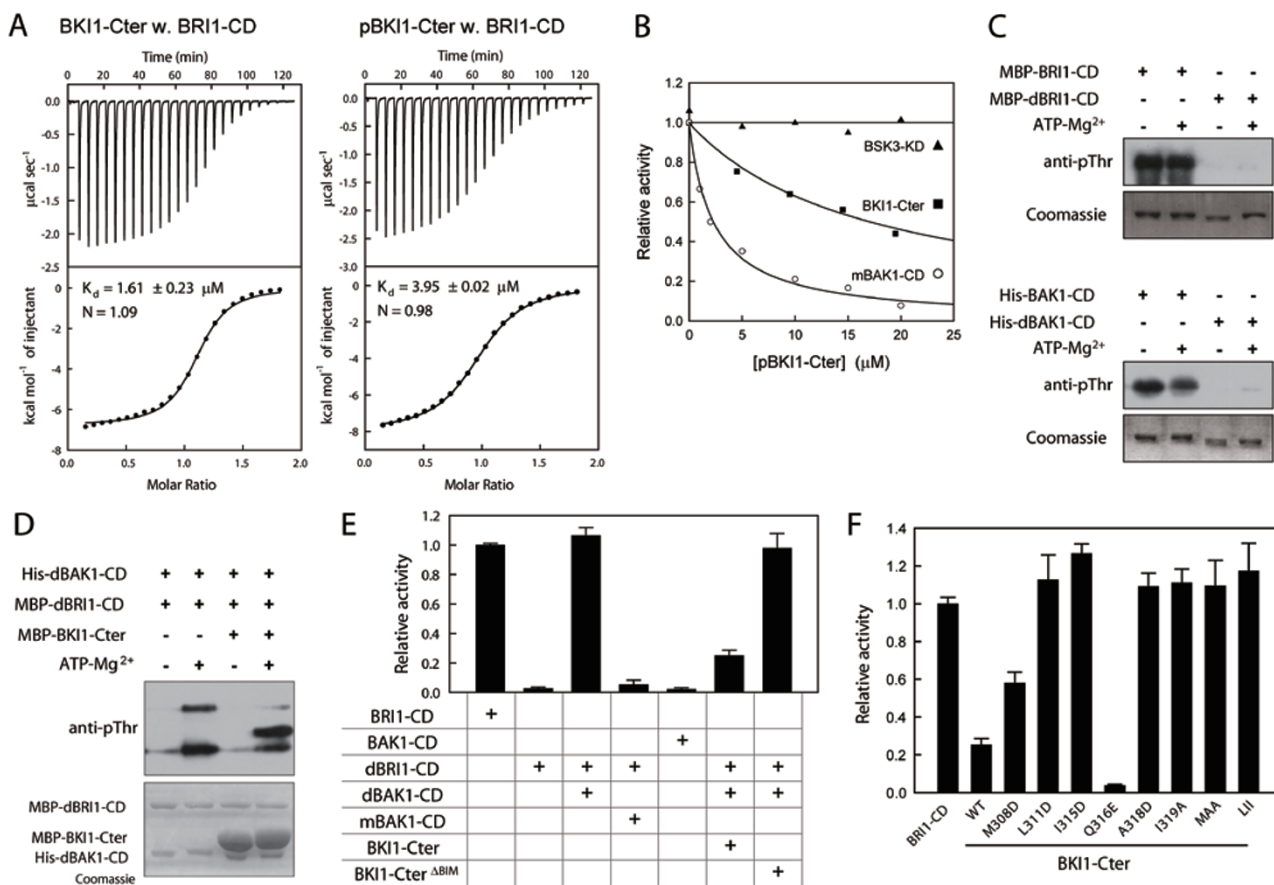 A
BKI1-Cter w. BRI1-CD
Time (min)
0 20 40 60 80 100 120
0.0
-0.5
-1.0
-1.5
-2.0
-2.5
μcal sec⁻¹
K_d = 1.61 ± 0.23 μM
N = 1.09
0
-2
-4
-6
-8
kcal mol⁻¹ of injectant
0.0 0.5 1.0 1.5 2.0
Molar Ratio
pBKI1-Cter w. BRI1-CD
Time (min)
0 20 40 60 80 100 120
0.0
-0.5
-1.0
-1.5
-2.0
-2.5
-3.0
μcal sec⁻¹
K_d = 3.95 ± 0.02 μM
N = 0.98
0
-2
-4
-6
-8
kcal mol⁻¹ of injectant
0.0 0.5 1.0 1.5 2.0
Molar Ratio
B
1.2
1.0
0.8
0.6
0.4
0.2
0.0
Relative activity
BSK3-KD ▲
BKI1-Cter ■
mBAK1-CD ○
0 5 10 15 20 25
[pBKI1-Cter] (μM)
C
MBP-BRI1-CD + + - -
MBP-dBRI1-CD - - + +
ATP-Mg²⁺ - + - +
anti-pThr
Coomassie
His-BAK1-CD + + - -
His-dBAK1-CD - - + +
ATP-Mg²⁺ - + - +
anti-pThr
Coomassie
D
His-dBAK1-CD + + + +
MBP-dBRI1-CD + + + +
MBP-BKI1-Cter - - + +
ATP-Mg²⁺ - + - +
anti-pThr
MBP-dBRI1-CD
MBP-BKI1-Cter
His-dBAK1-CD
Coomassie
E
1.2
1.0
0.8
0.6
0.4
0.2
0.0
Relative activity
BRI1-CD +
BAK1-CD +
dBRI1-CD + + + + +
dBAK1-CD + + +
mBAK1-CD +
BKI1-Cter +
BKI1-Cter ΔBIM +
F
1.4
1.2
1.0
0.8
0.6
0.4
0.2
0.0
Relative activity
BRI1-CD WT M308D L311D I315D Q316E A318D I319A MAA LII
BKI1-Cter